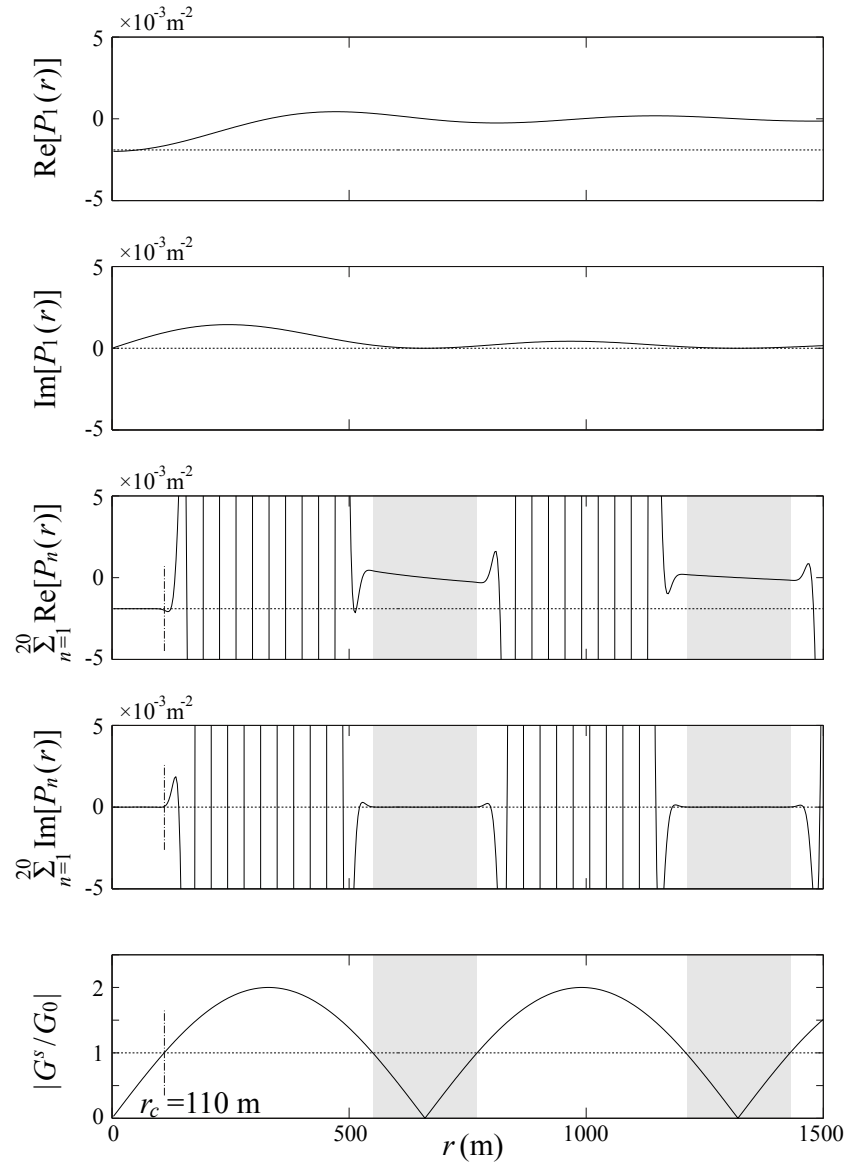 ×10⁻³m⁻²
5
0
-5
Re[P₁(r)]
×10⁻³m⁻²
5
0
-5
Im[P₁(r)]
×10⁻³m⁻²
5
0
-5
20
Σ Re[Pₙ(r)]
n=1
×10⁻³m⁻²
5
0
-5
20
Σ Im[Pₙ(r)]
n=1
2
1
0
|Gˢ/G₀|
r_c =110 m
0 500 1000 1500
r (m)